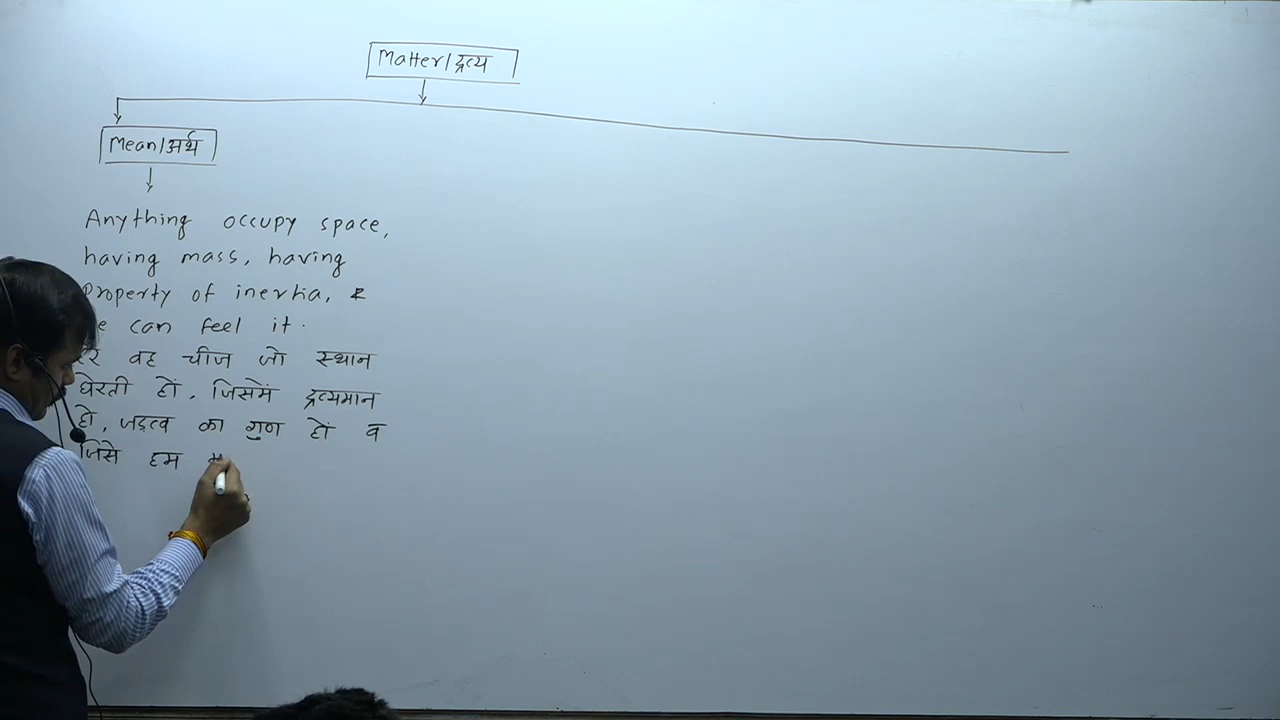 Matter/द्रव्य
Mean/अर्थ
Anything occupy space,
having mass, having
Property of inertia, &
can feel it.
वह चीज जो स्थान
घेरती हो, जिसमें द्रव्यमान
हो, जड़त्व का गुण हो व
जिसे हम